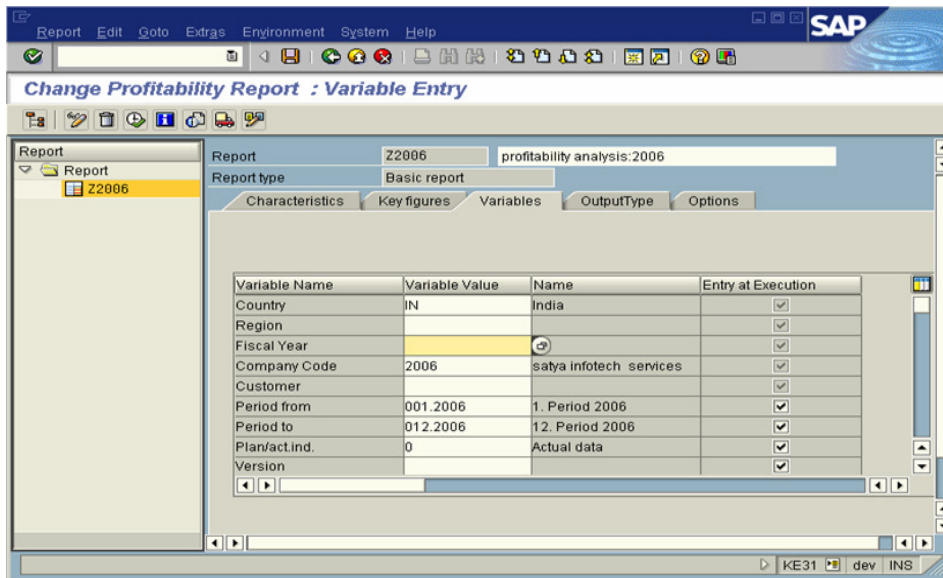 Report Edit Goto Extras Environment System Help
SAP
Change Profitability Report : Variable Entry
Report
Report
Z2006
Report Z2006 profitability analysis:2006
Report type Basic report
Characteristics Key figures Variables OutputType Options
Variable Name Variable Value Name Entry at Execution
Country IN India
Region
Fiscal Year
Company Code 2006 satya infotech services
Customer
Period from 001.2006 1. Period 2006
Period to 012.2006 12. Period 2006
Plan/act.ind. 0 Actual data
Version
KE31 dev INS